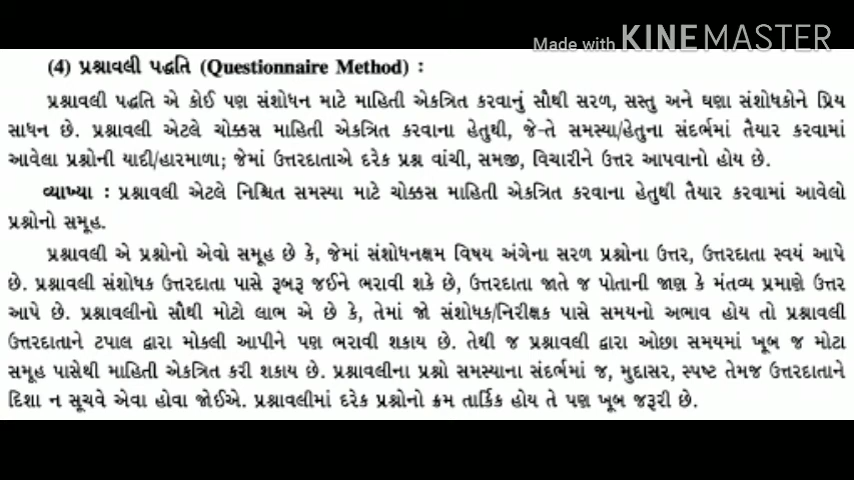 Made with KINEMASTER
(4) પ્રશ્નાવલી પદ્ધતિ (Questionnaire Method) :
પ્રશ્નાવલી પદ્ધતિ એ કોઈ પણ સંશોધન માટે માહિતી એકત્રિત કરવાનું સૌથી સરળ, સસ્તુ અને ઘણા સંશોધકોને પ્રિય
સાધન છે. પ્રશ્નાવલી એટલે ચોક્કસ માહિતી એકત્રિત કરવાના હેતુથી, જે-તે સમસ્યા/હેતુના સંદર્ભમાં તૈયાર કરવામાં
આવેલા પ્રશ્નોની યાદી/હારમાળા; જેમાં ઉત્તરદાતાએ દરેક પ્રશ્ન વાંચી, સમજી, વિચારીને ઉત્તર આપવાનો હોય છે.
વ્યાખ્યા : પ્રશ્નાવલી એટલે નિશ્ચિત સમસ્યા માટે ચોક્કસ માહિતી એકત્રિત કરવાના હેતુથી તૈયાર કરવામાં આવેલો
પ્રશ્નોનો સમૂહ.
પ્રશ્નાવલી એ પ્રશ્નોનો એવો સમૂહ છે કે, જેમાં સંશોધનક્ષમ વિષય અંગેના સરળ પ્રશ્નોના ઉત્તર, ઉત્તરદાતા સ્વયં આપે
છે. પ્રશ્નાવલી સંશોધક ઉત્તરદાતા પાસે રૂબરૂ જઈને ભરાવી શકે છે, ઉત્તરદાતા જાતે જ પોતાની જાણ કે મંતવ્ય પ્રમાણે ઉત્તર
આપે છે. પ્રશ્નાવલીનો સૌથી મોટો લાભ એ છે કે, તેમાં જો સંશોધક/નિરીક્ષક પાસે સમયનો અભાવ હોય તો પ્રશ્નાવલી
ઉત્તરદાતાને ટપાલ દ્વારા મોકલી આપીને પણ ભરાવી શકાય છે. તેથી જ પ્રશ્નાવલી દ્વારા ઓછા સમયમાં ખૂબ જ મોટા
સમૂહ પાસેથી માહિતી એકત્રિત કરી શકાય છે. પ્રશ્નાવલીના પ્રશ્નો સમસ્યાના સંદર્ભમાં જ, મુદ્દાસર, સ્પષ્ટ તેમજ ઉત્તરદાતાને
દિશા ન સૂચવે એવા હોવા જોઈએ. પ્રશ્નાવલીમાં દરેક પ્રશ્નોનો ક્રમ તાર્કિક હોય તે પણ ખૂબ જરૂરી છે.